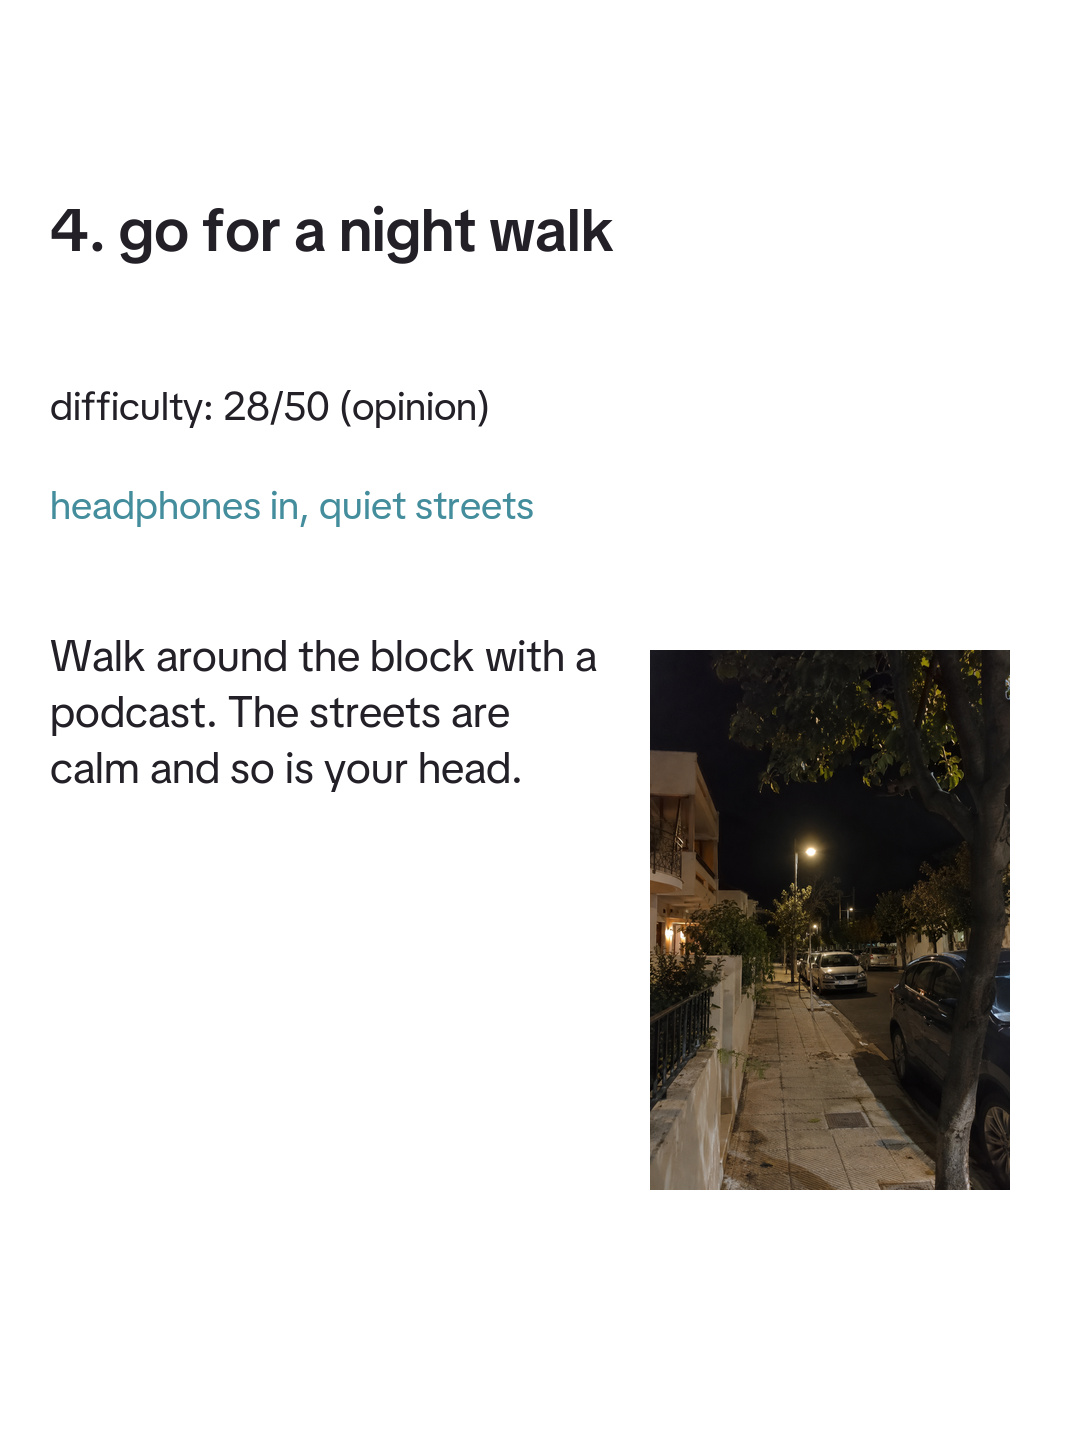 4. go for a night walk
difficulty: 28/50 (opinion)
headphones in, quiet streets
Walk around the block with a
podcast. The streets are
calm and so is your head.